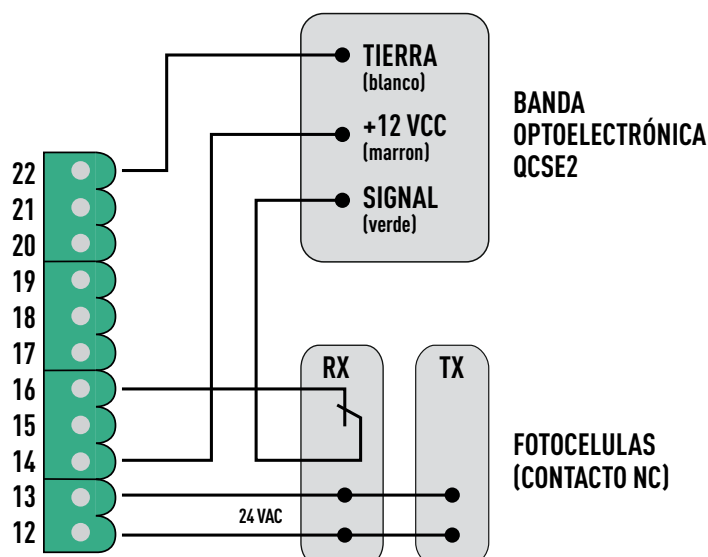 TIERRA
(blanco)
+12 VCC
(marron)
SIGNAL
(verde)
BANDA
OPTOELECTRÓNICA
QCSE2
22
21
20
19
18
17
16
15
14
13
12
RX
TX
24 VAC
FOTOCELULAS
(CONTACTO NC)